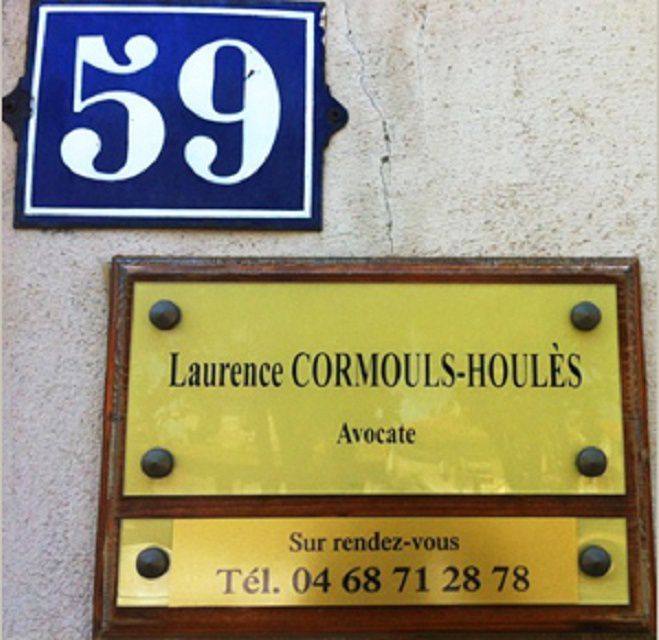 59
Laurence CORMOULS-HOULÈS
Avocate
Sur rendez-vous
Tél. 04 68 71 28 78